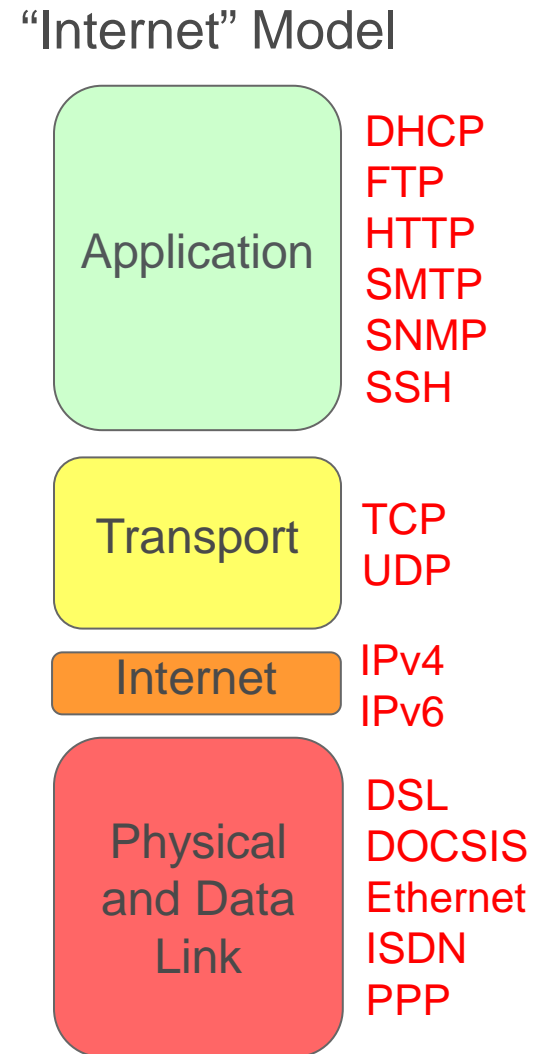 “Internet” Model
Application
DHCP
FTP
HTTP
SMTP
SNMP
SSH
Transport
TCP
UDP
Internet
IPv4
IPv6
Physical
and Data
Link
DSL
DOCSIS
Ethernet
ISDN
PPP